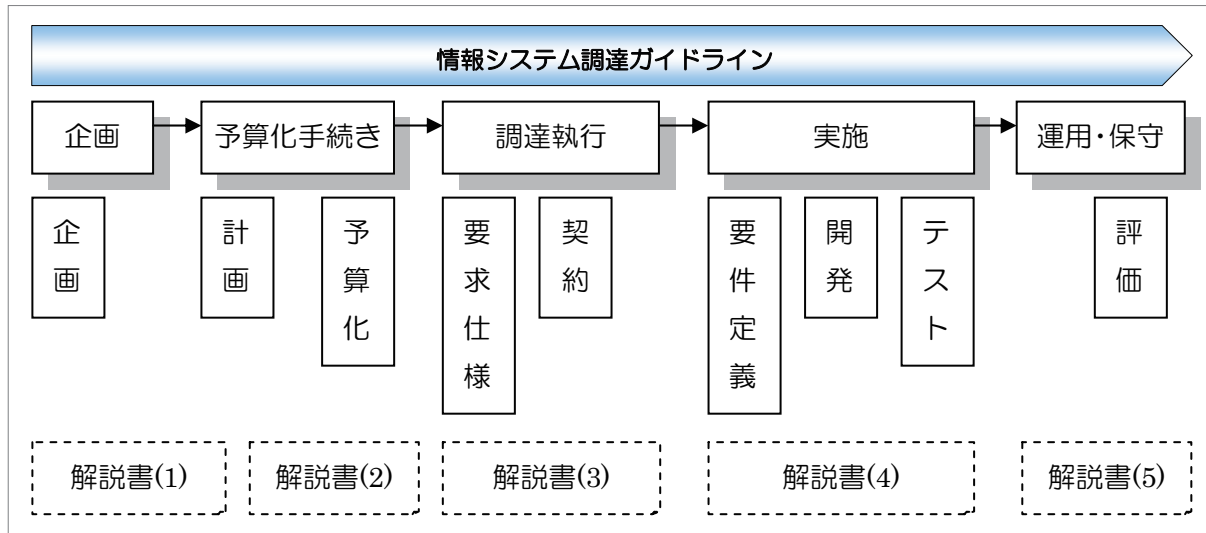 情報システム調達ガイドライン
企画
予算化手続き
調達執行
実施
運用・保守
企画
計画
予算化
要求仕様
契約
要件定義
開発
テスト
評価
解説書(1)
解説書(2)
解説書(3)
解説書(4)
解説書(5)